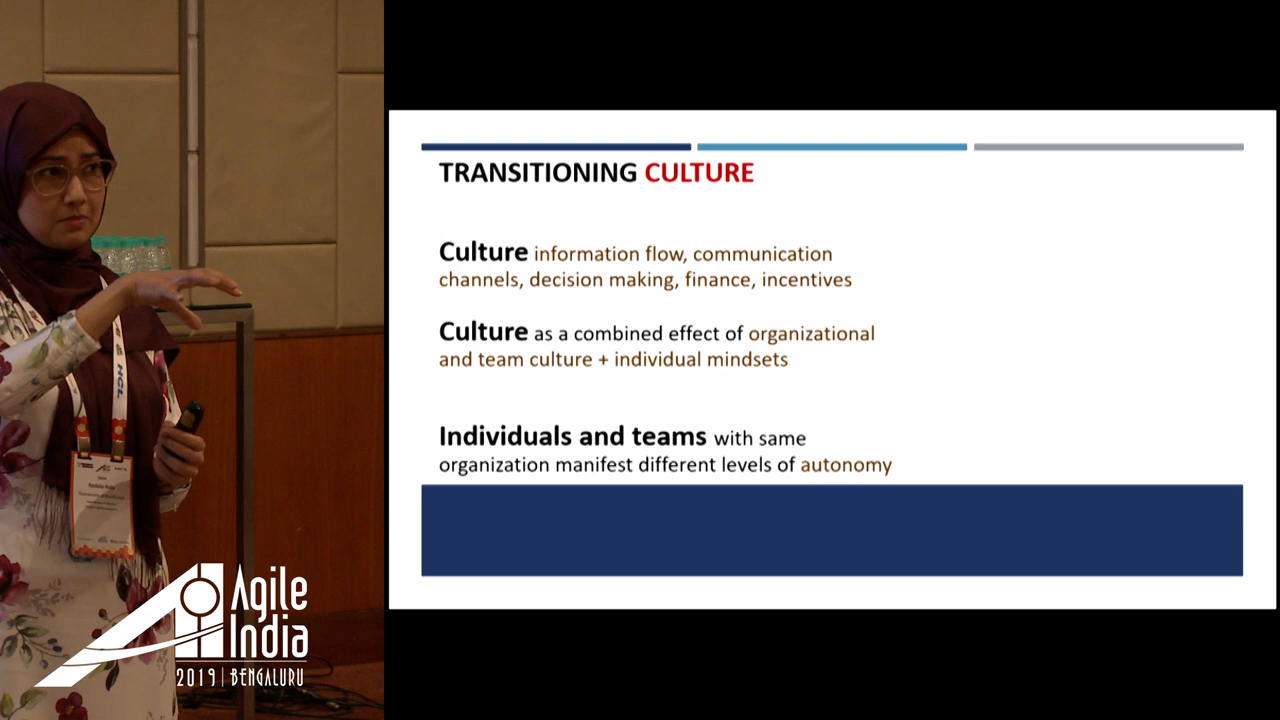 TRANSITIONING CULTURE
Culture information flow, communication
channels, decision making, finance, incentives
Culture as a combined effect of organizational
and team culture + individual mindsets
Individuals and teams with same
organization manifest different levels of autonomy
HCL
Agile
India
2019 | BENGALURU